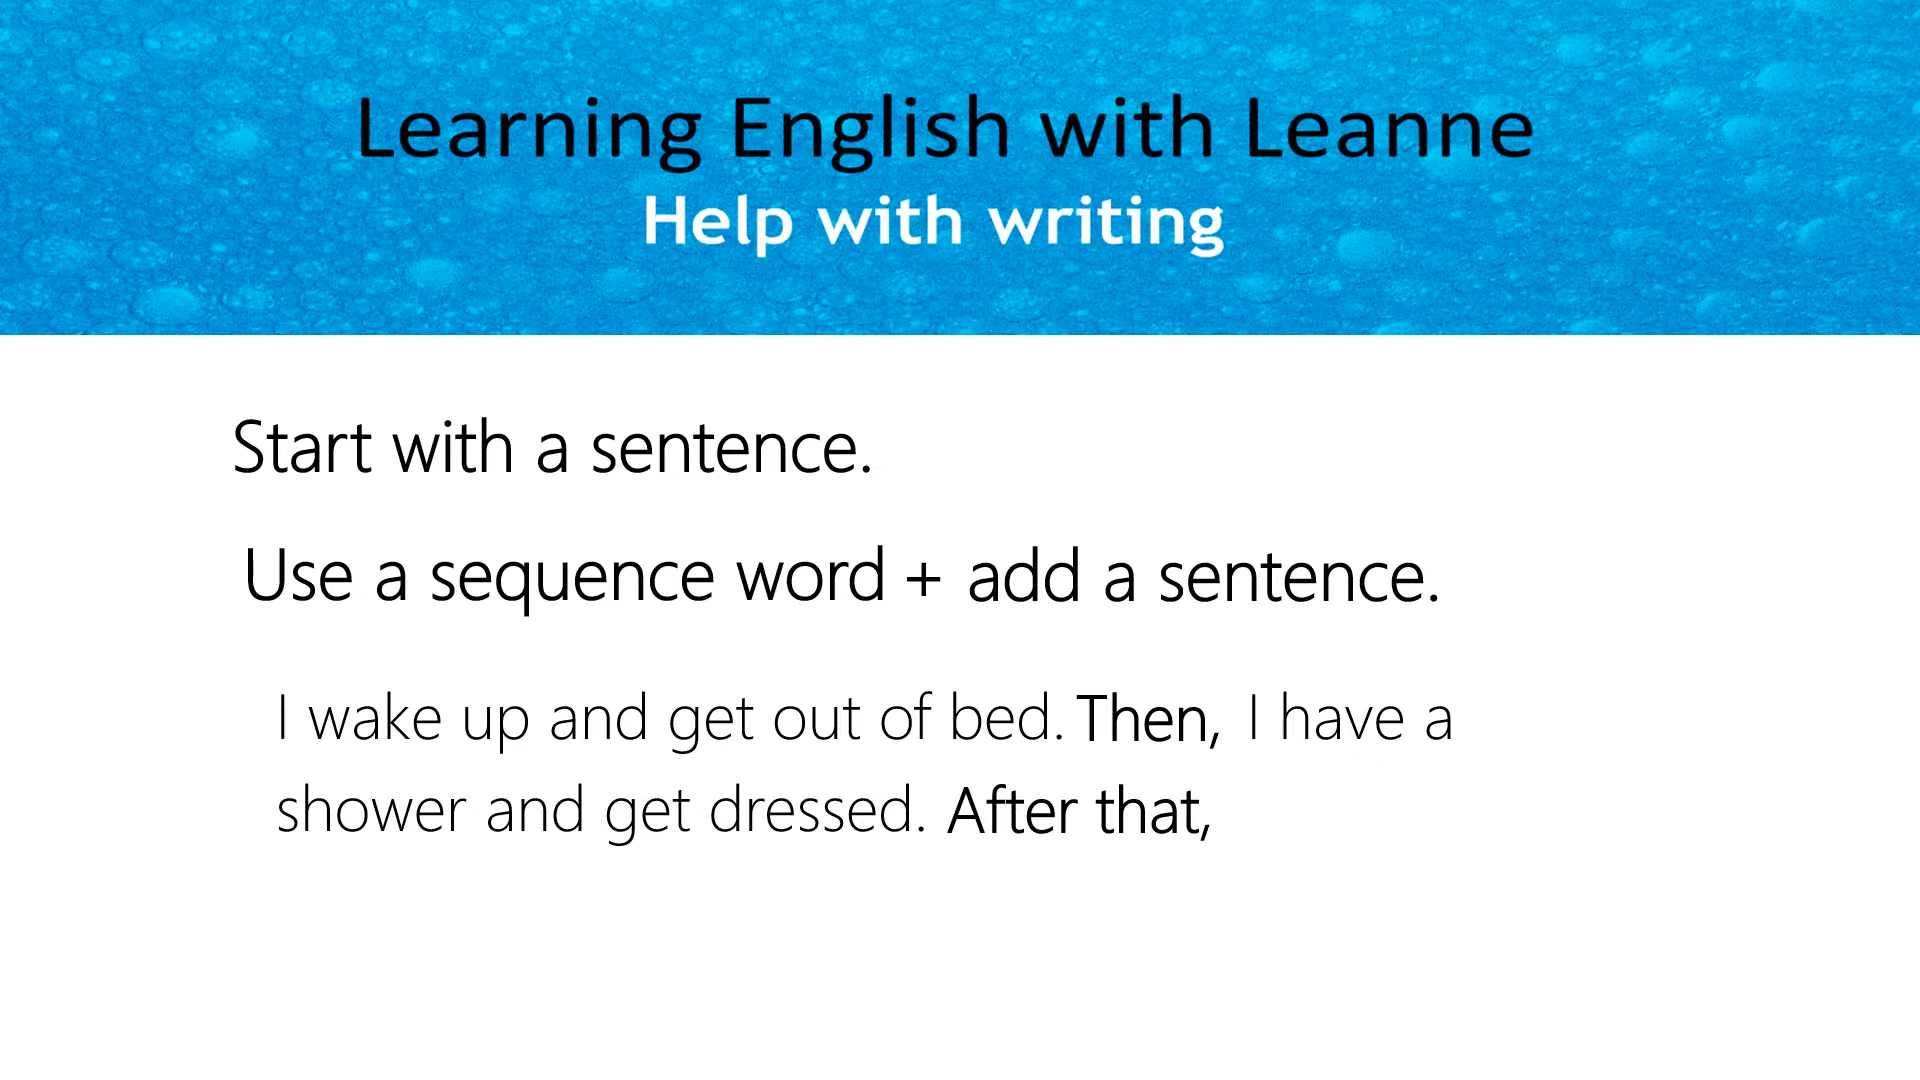 Learning English with Leanne
Help with writing
Start with a sentence.
Use a sequence word + add a sentence.
I wake up and get out of bed. Then, I have a
shower and get dressed. After that,